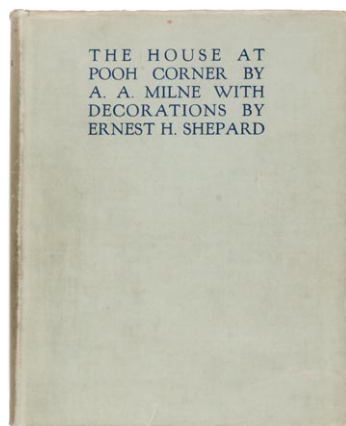 THE HOUSE AT
POOH CORNER BY
A. A. MILNE WITH
DECORATIONS BY
ERNEST H. SHEPARD